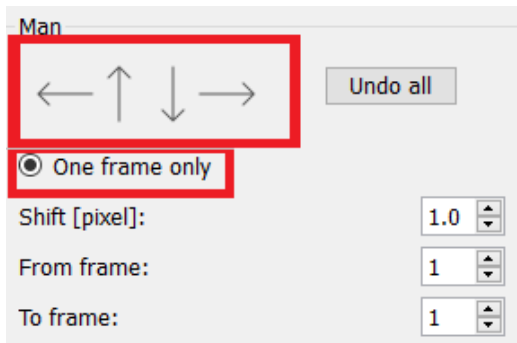 Man
Undo all
One frame only
Shift [pixel]: 1.0
From frame: 1
To frame: 1